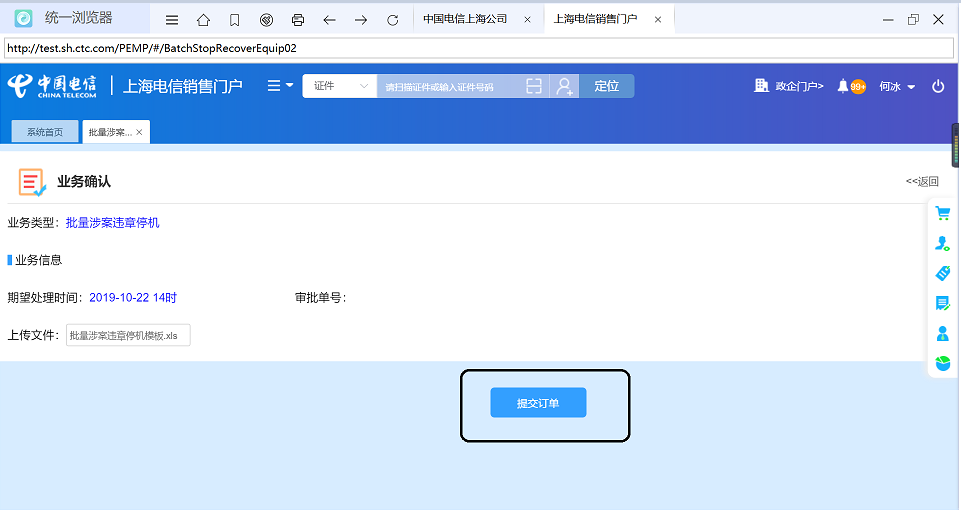 统一浏览器
中国电信上海公司
上海电信销售门户
http://test.sh.ctc.com/PEMP/#/BatchStopRecoverEquip02
中国电信
CHINA TELECOM
上海电信销售门户
证件
请扫描证件或输入证件号码
定位
政企门户>
99+
何冰
系统首页
批量涉案...
业务确认
<<返回
业务类型：批量涉案违章停机
业务信息
期望处理时间：2019-10-22 14时
审批单号：
上传文件：批量涉案违章停机模板.xls
提交订单